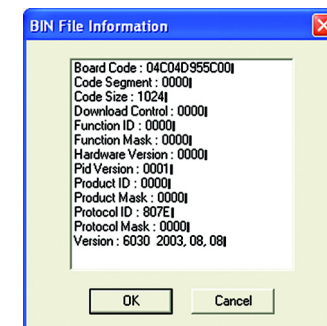 BIN File Information
Board Code : 04C04D955C00
Code Segment : 0000
Code Size : 1024
Download Control : 0000
Function ID : 0000
Function Mask : 0000
Hardware Version : 0000
Pid Version : 0001
Product ID : 0000
Product Mask : 0000
Protocol ID : 807E
Protocol Mask : 0000
Version : 6030  2003, 08, 08
OK
Cancel